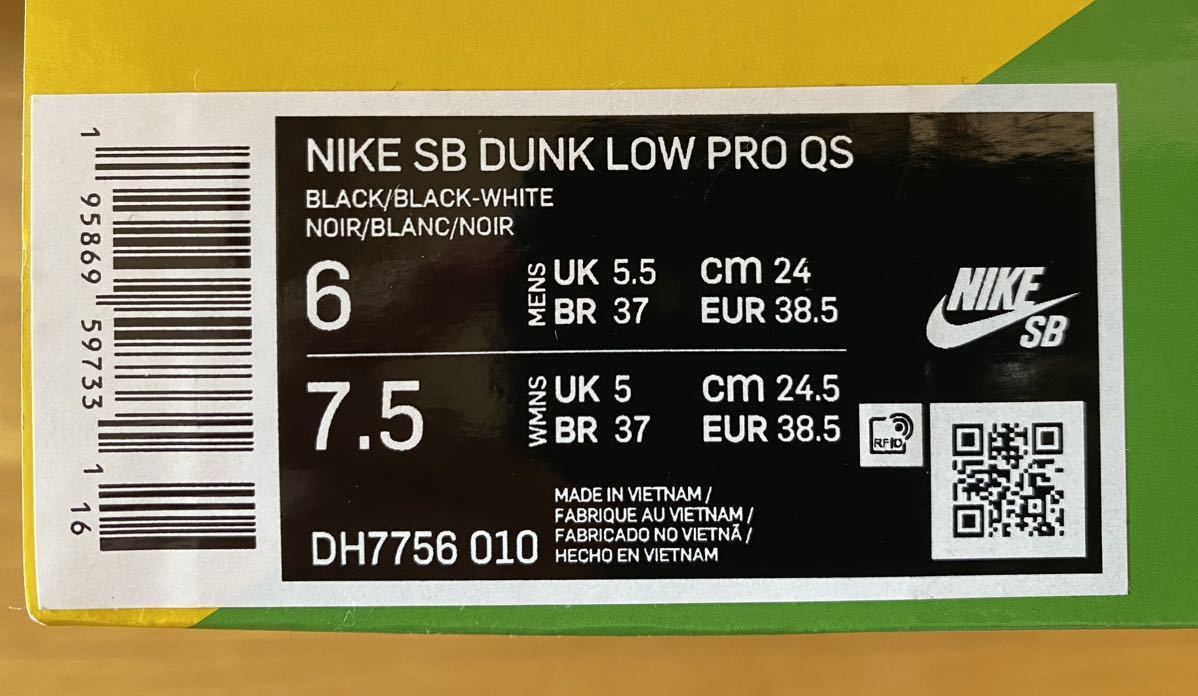 NIKE SB DUNK LOW PRO QS
BLACK/BLACK-WHITE
NOIR/BLANC/NOIR
6
MENS
UK 5.5 cm 24
BR 37 EUR 38.5
7.5
WMNS
UK 5 cm 24.5
BR 37 EUR 38.5
NIKE
SB
RFID
MADE IN VIETNAM /
FABRIQUE AU VIETNAM /
FABRICADO NO VIETNÃ /
HECHO EN VIETNAM
DH7756 010
1 95869 59733 1 16